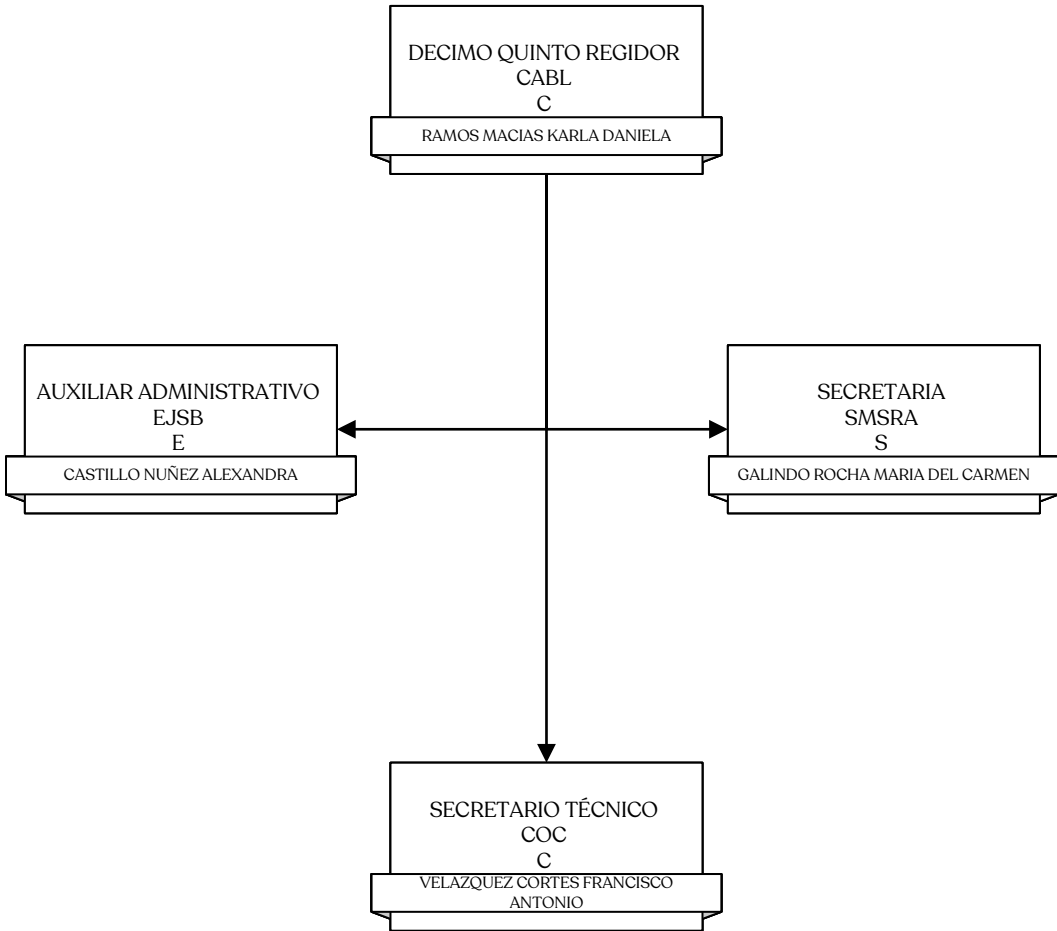 DECIMO QUINTO REGIDOR
CABL
C
RAMOS MACIAS KARLA DANIELA
AUXILIAR ADMINISTRATIVO
EJSB
E
CASTILLO NUÑEZ ALEXANDRA
SECRETARIA
SMSRA
S
GALINDO ROCHA MARIA DEL CARMEN
SECRETARIO TÉCNICO
COC
C
VELAZQUEZ CORTES FRANCISCO
ANTONIO